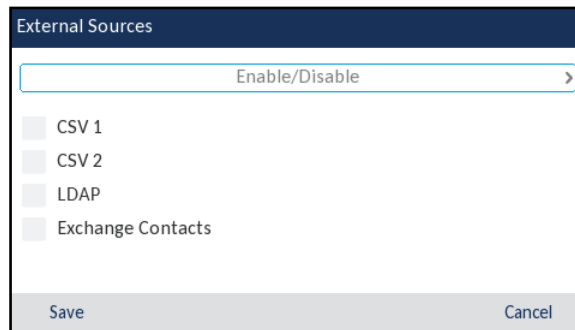 External Sources
Enable/Disable
CSV 1
CSV 2
LDAP
Exchange Contacts
Save Cancel